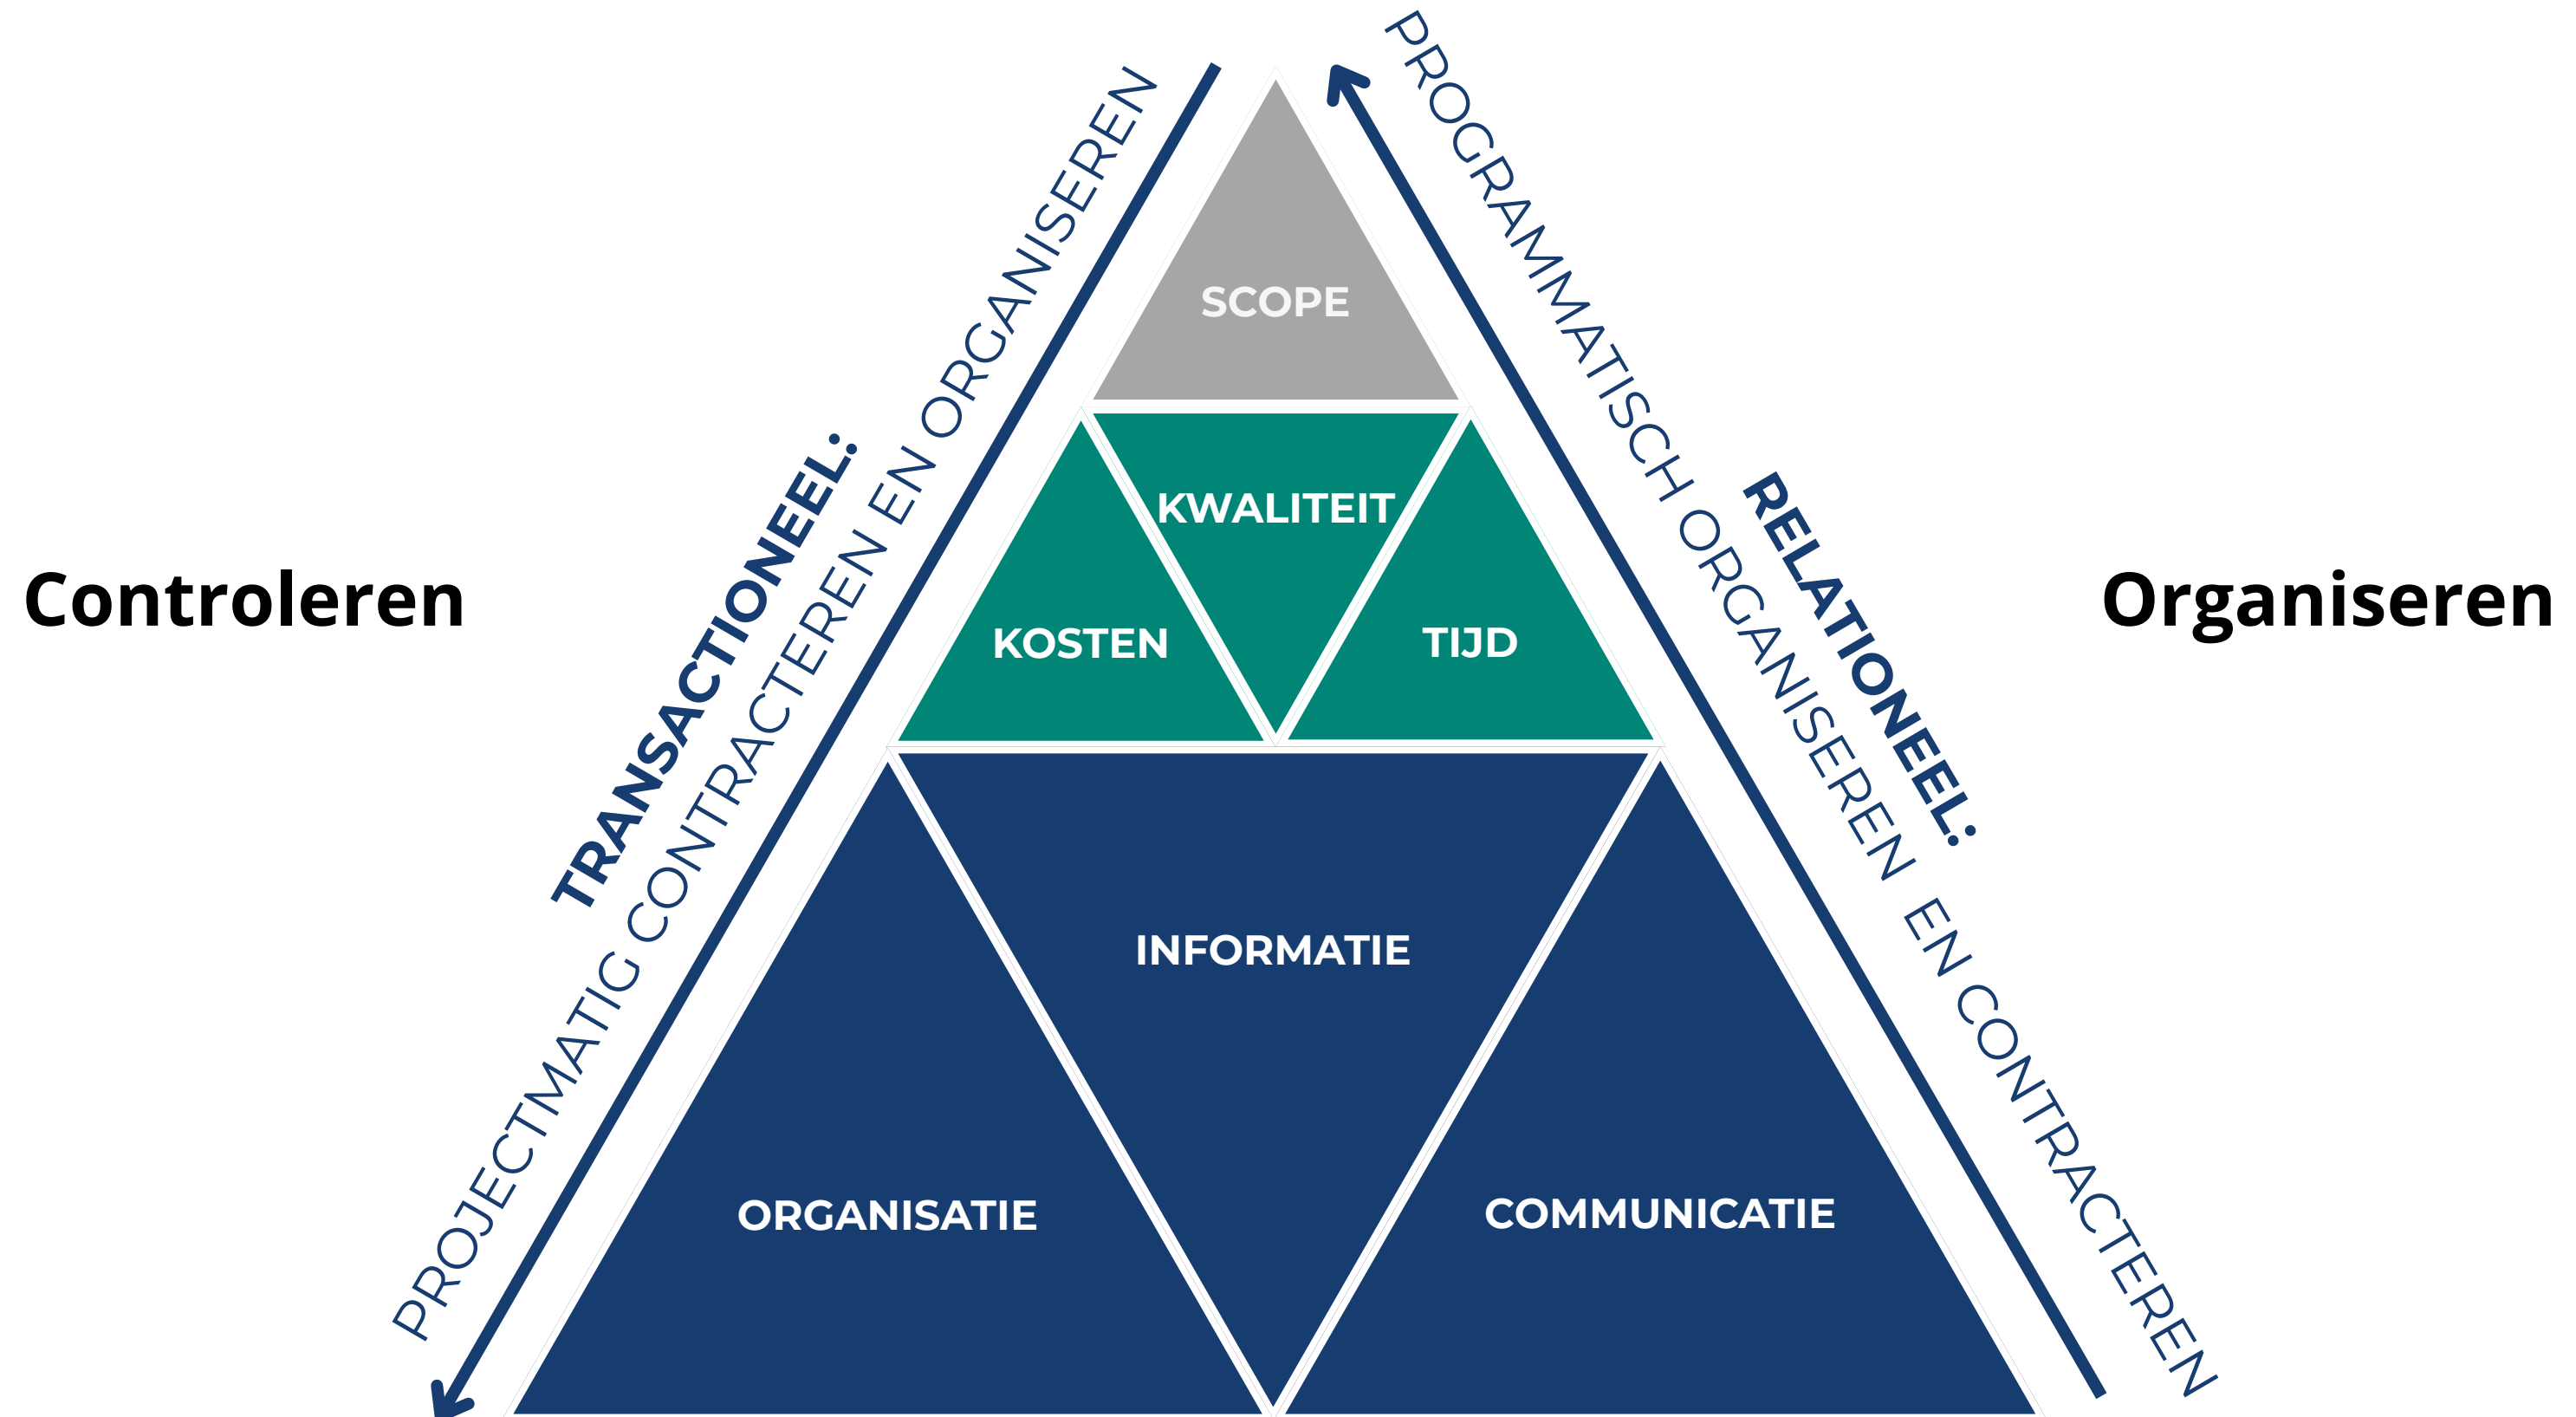 Controleren
TRANSACTIONEEL:
PROJECTMATIG CONTRACTEREN EN ORGANISEREN
SCOPE
KWALITEIT
KOSTEN
TIJD
INFORMATIE
ORGANISATIE
COMMUNICATIE
RELATIONEEL:
PROGRAMMATISCH ORGANISEREN EN CONTRACTEREN
Organiseren